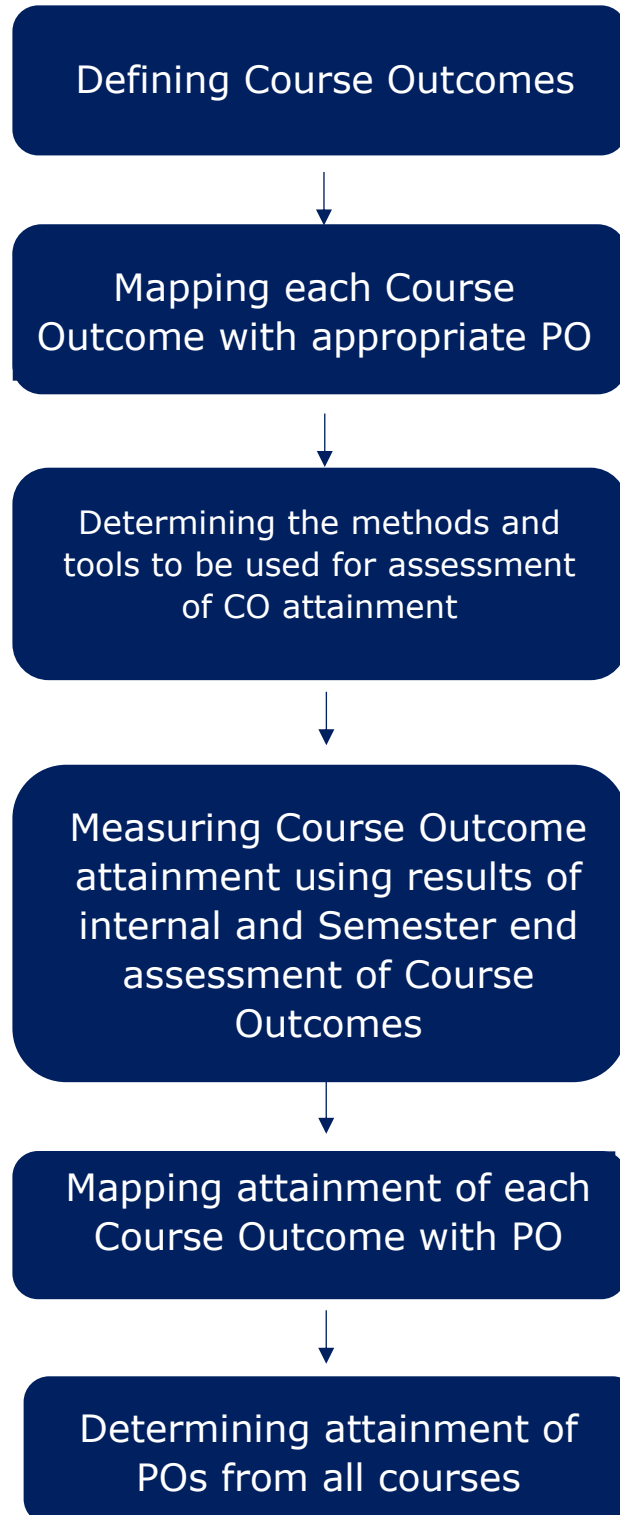 Defining Course Outcomes
Mapping each Course
Outcome with appropriate PO
Determining the methods and
tools to be used for assessment
of CO attainment
Measuring Course Outcome
attainment using results of
internal and Semester end
assessment of Course
Outcomes
Mapping attainment of each
Course Outcome with PO
Determining attainment of
POs from all courses